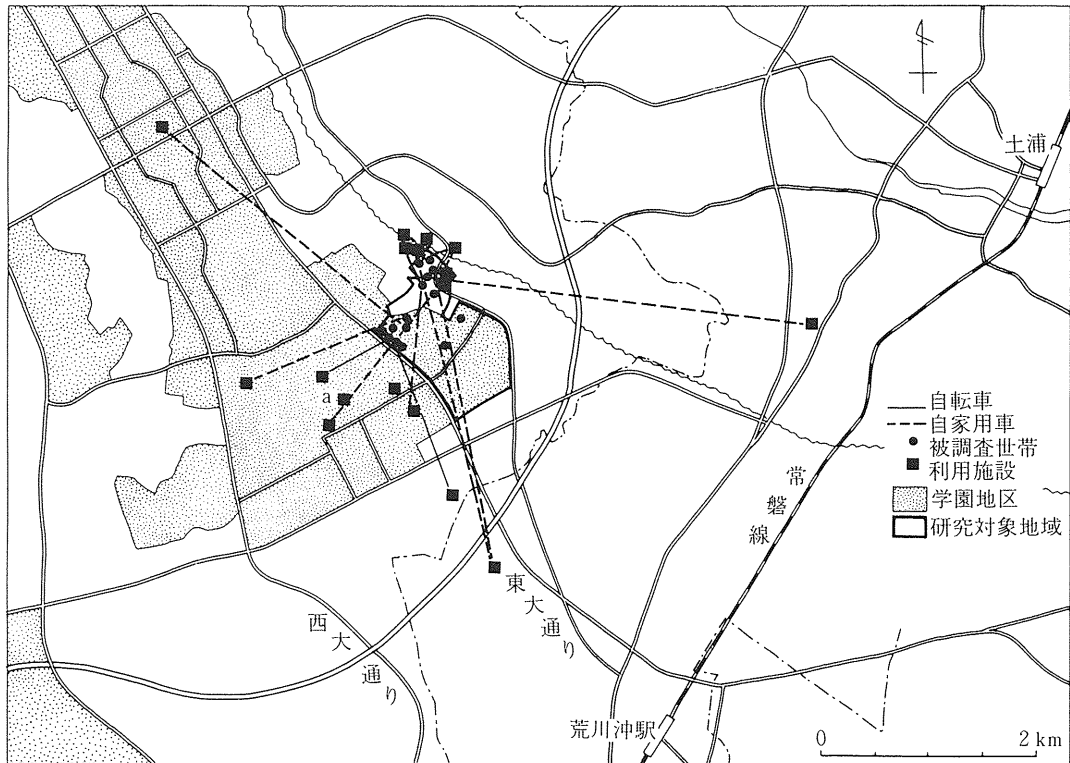 土浦
自転車
自家用車
被調査世帯
利用施設
学園地区
研究対象地域
a
常磐線
東大通り
西大通り
荒川沖駅
0 2 km